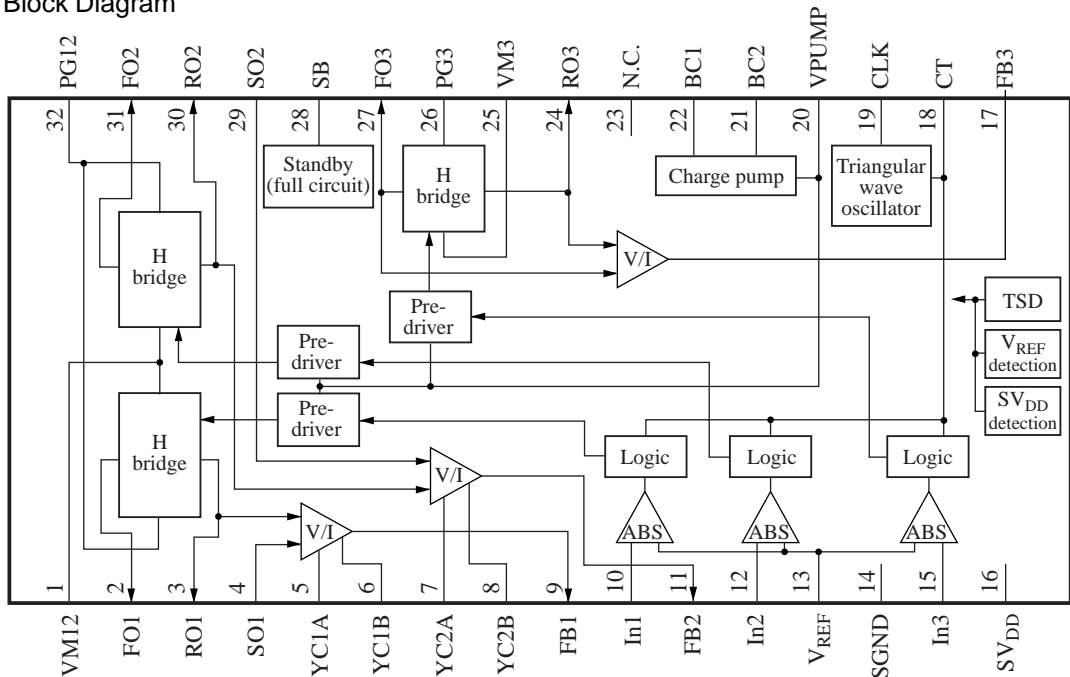 Block Diagram
PG12
FO2
RO2
SO2
SB
FO3
PG3
VM3
RO3
N.C.
BC1
BC2
VPUMP
CLK
CT
FB3
32
31
30
29
28
27
26
25
24
23
22
21
20
19
18
17
Standby
(full circuit)
H
bridge
Charge pump
Triangular
wave
oscillator
H
bridge
V/I
TSD
Pre-
driver
Pre-
driver
VREF
detection
Pre-
driver
SVDD
detection
H
bridge
Logic
Logic
Logic
V/I
V/I
ABS
ABS
ABS
1
2
3
4
5
6
7
8
9
10
11
12
13
14
15
16
VM12
FO1
RO1
SO1
YC1A
YC1B
YC2A
YC2B
FB1
In1
FB2
In2
VREF
SGND
In3
SVDD